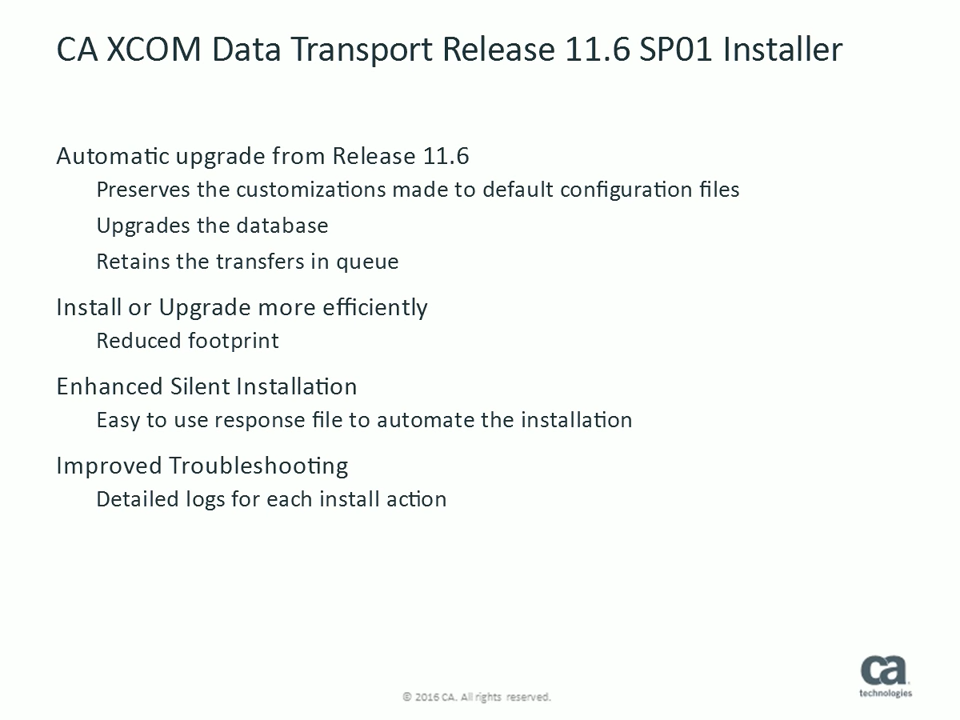 CA XCOM Data Transport Release 11.6 SP01 Installer
Automatic upgrade from Release 11.6
Preserves the customizations made to default configuration files
Upgrades the database
Retains the transfers in queue
Install or Upgrade more efficiently
Reduced footprint
Enhanced Silent Installation
Easy to use response file to automate the installation
Improved Troubleshooting
Detailed logs for each install action
ca
technologies
© 2016 CA. All rights reserved.